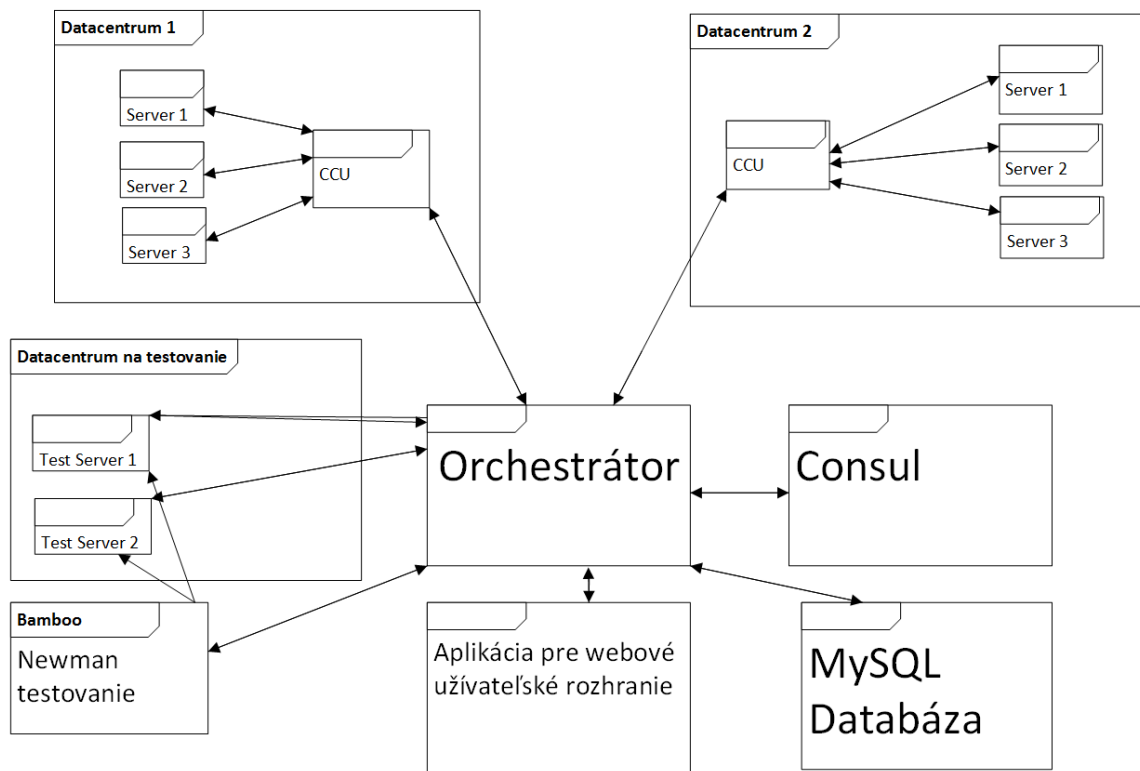 Datacentrum 1
Server 1
Server 2
Server 3
CCU
Datacentrum 2
CCU
Server 1
Server 2
Server 3
Datacentrum na testovanie
Test Server 1
Test Server 2
Orchestrátor
Consul
Bamboo
Newman
testovanie
Aplikácia pre webové
užívateľské rozhranie
MySQL
Databáza